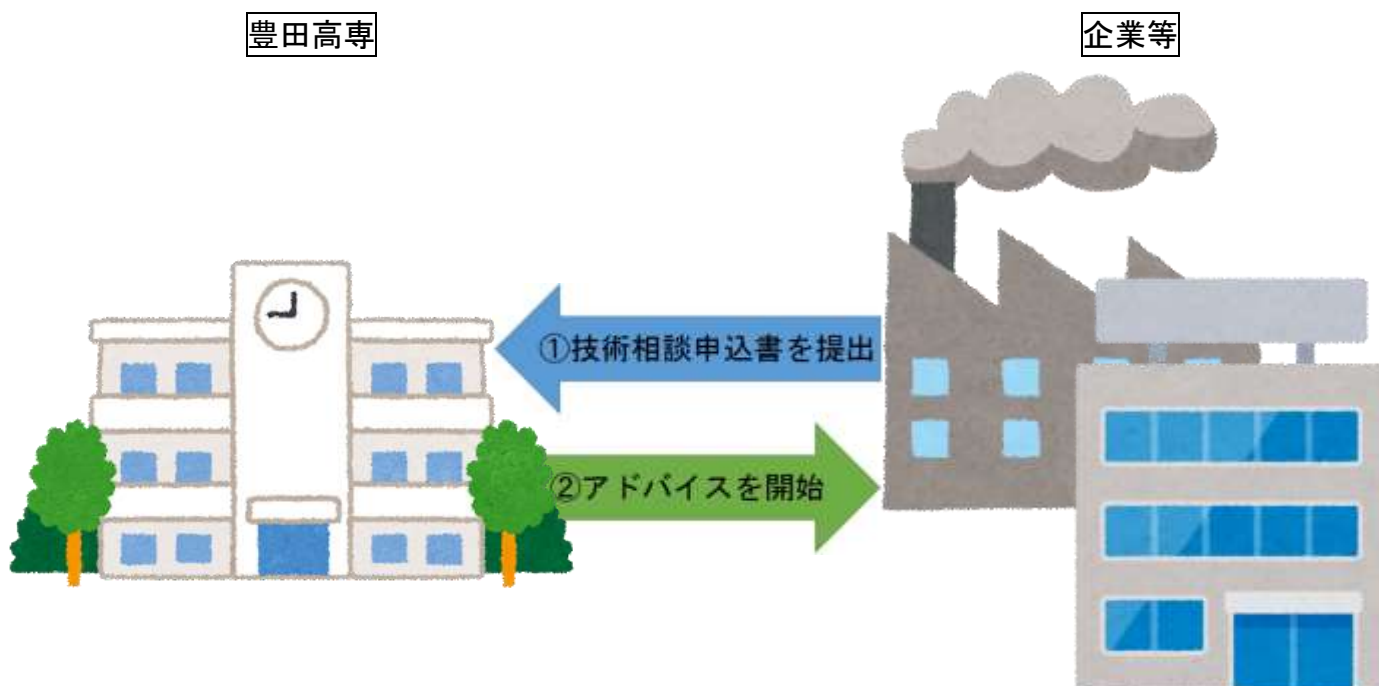 豊田高専
企業等
①技術相談申込書を提出
②アドバイスを開始